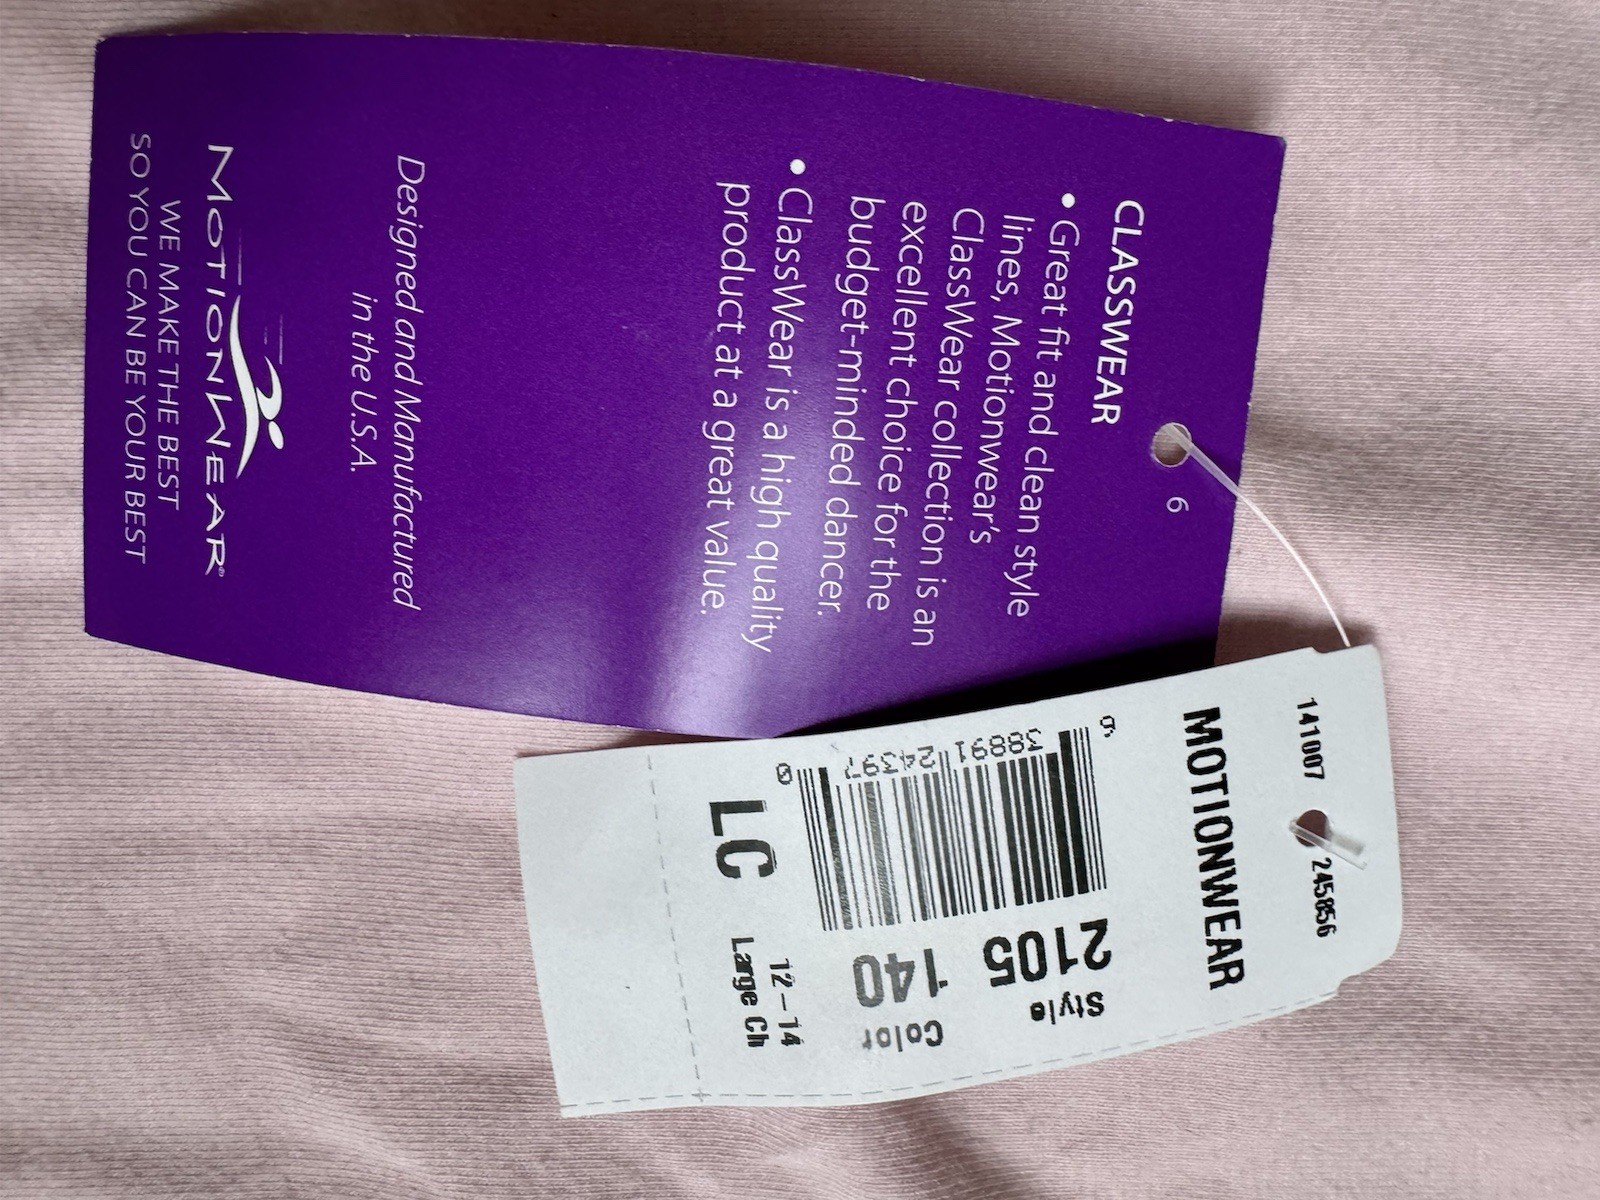 6
CLASSWEAR
• Great fit and clean style
lines, Motionwear's
ClassWear collection is an
excellent choice for the
budget-minded dancer.
• ClassWear is a high quality
product at a great value.
Designed and Manufactured
in the U.S.A.
MOTIONWEAR®
WE MAKE THE BEST
SO YOU CAN BE YOUR BEST
141007 245856
MOTIONWEAR
Style
2105
Color
140
6 38891 24397 0
LC
12-14
Large Ch